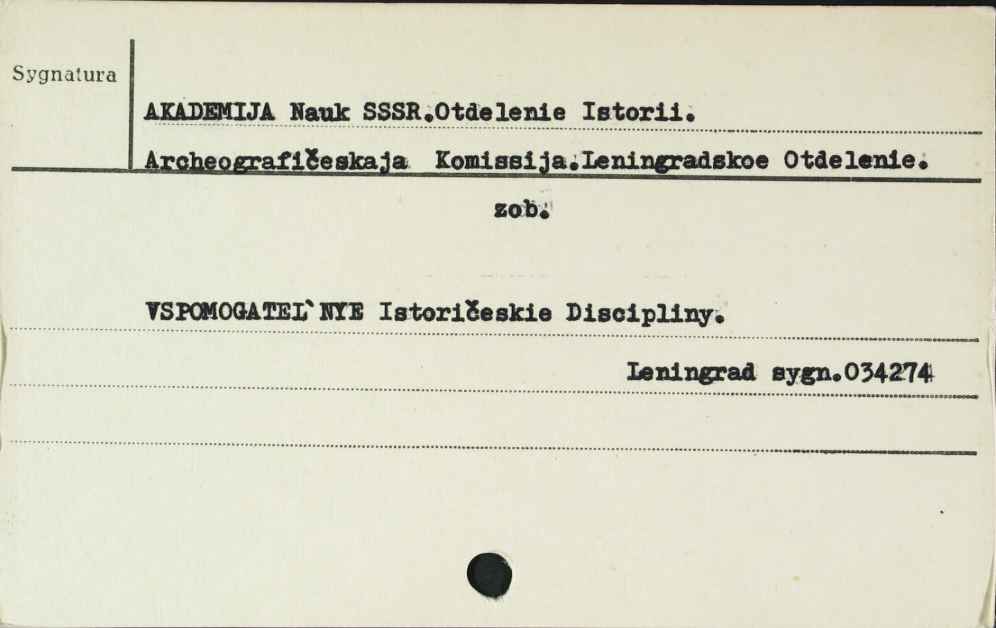 Sygnatura
AKADEMIJA Nauk SSSR.Otdelenie Istorii.
Archeografičeskaja Komissija.Leningradskoe Otdelenie.
zob.
VSPOMOGATEL`NYE Istoričeskie Discipliny.
Leningrad sygn.034274